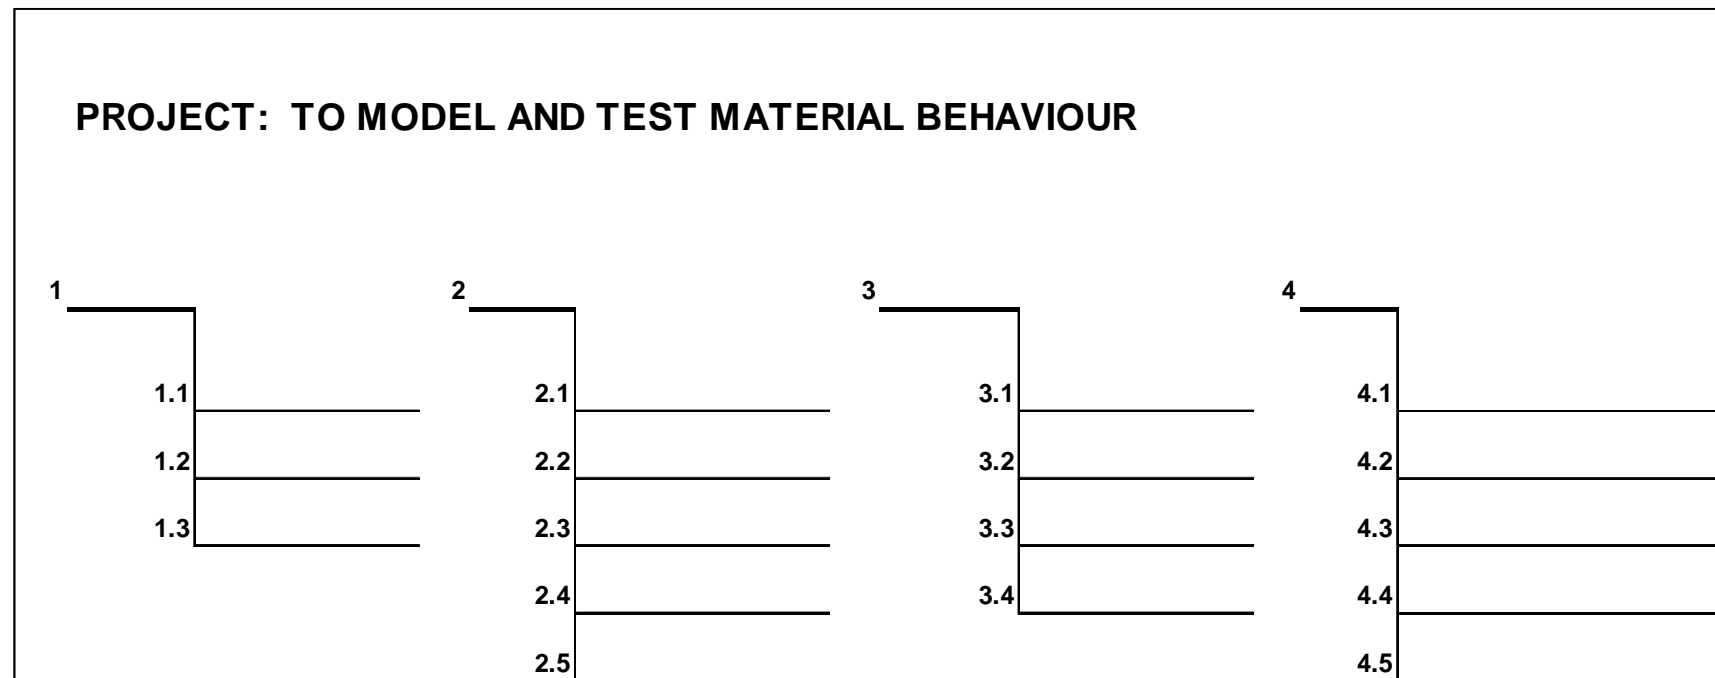 PROJECT: TO MODEL AND TEST MATERIAL BEHAVIOUR
1 2 3 4
1.1 2.1 3.1 4.1
1.2 2.2 3.2 4.2
1.3 2.3 3.3 4.3
2.4 3.4 4.4
2.5 4.5